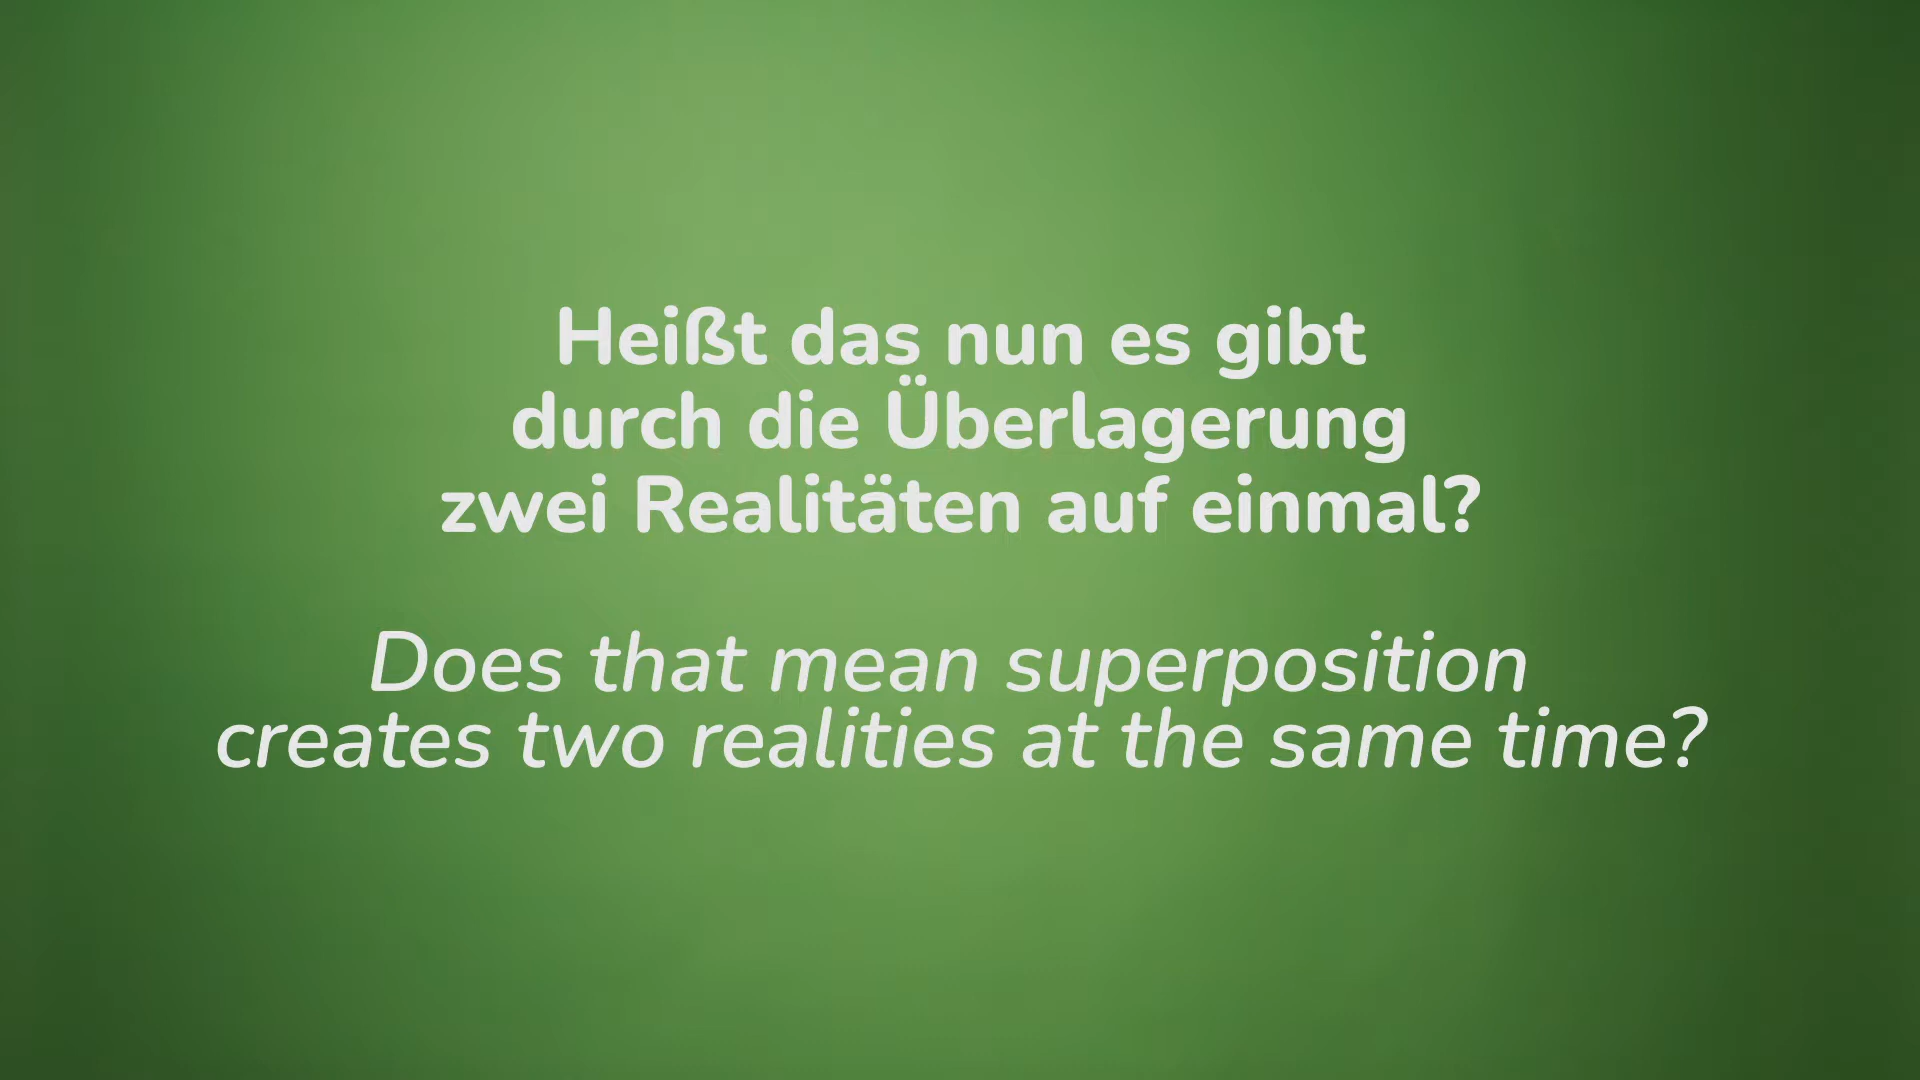 Heißt das nun es gibt
durch die Überlagerung
zwei Realitäten auf einmal?
Does that mean superposition
creates two realities at the same time?